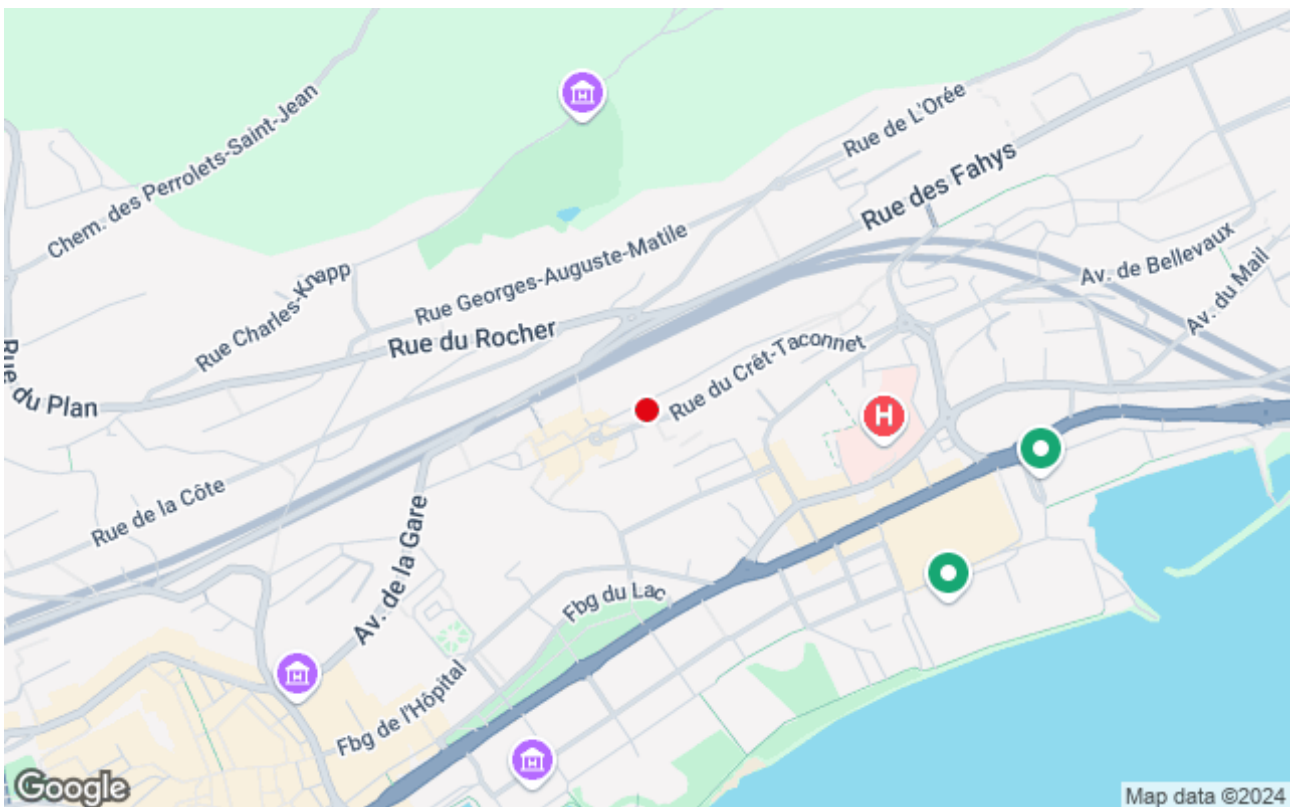 Rue de L'Orée
Chem. des Perrolets-Saint-Jean
Rue des Fahys
Rue Georges-Auguste-Matile
Av. de Bellevaux
Av. du Mail
Rue Charles-Knapp
Rue du Rocher
Rue du Plan
Rue du Crêt-Taconnet
H
Rue de la Côte
Av. de la Gare
Fbg du Lac
Fbg de l'Hôpital
Google
Map data ©2024